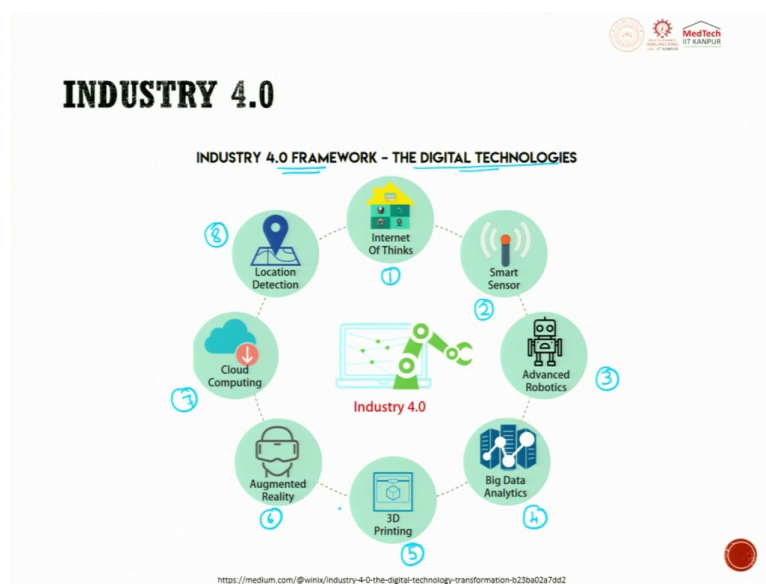 MedTech
IIT KANPUR
INDUSTRY 4.0
INDUSTRY 4.0 FRAMEWORK – THE DIGITAL TECHNOLOGIES
Internet
Of Thinks
1
Smart
Sensor
2
Advanced
Robotics
3
Big Data
Analytics
4
3D
Printing
5
Augmented
Reality
6
Cloud
Computing
7
Location
Detection
8
Industry 4.0
https://medium.com/@winix/industry-4-0-the-digital-technology-transformation-b23ba02a7dd2